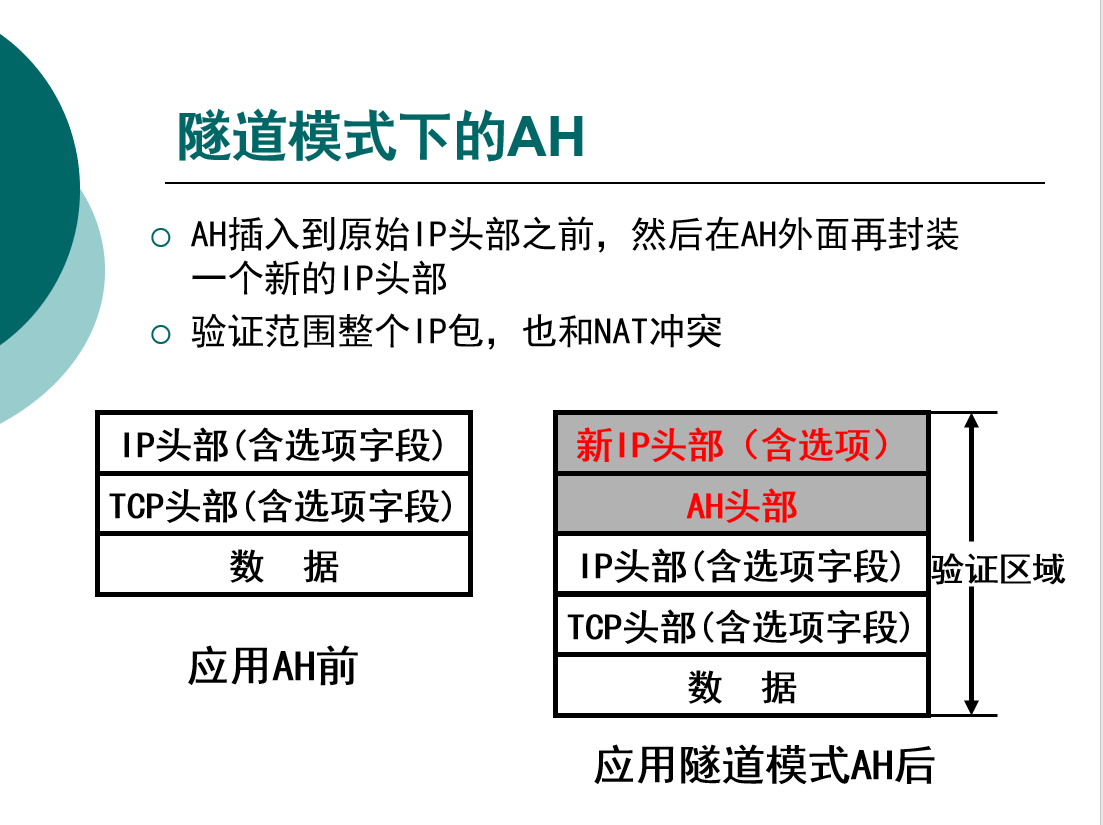 隧道模式下的AH
AH插入到原始IP头部之前，然后在AH外面再封装
一个新的IP头部
验证范围整个IP包，也和NAT冲突
IP头部(含选项字段)
TCP头部(含选项字段)
数 据
应用AH前
新IP头部（含选项）
AH头部
IP头部(含选项字段)
TCP头部(含选项字段)
数 据
验证区域
应用隧道模式AH后